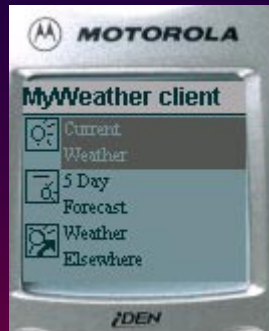 MOTOROLA
MyWeather client
Current
Weather
5 Day
Forecast
Weather
Elsewhere
iDEN